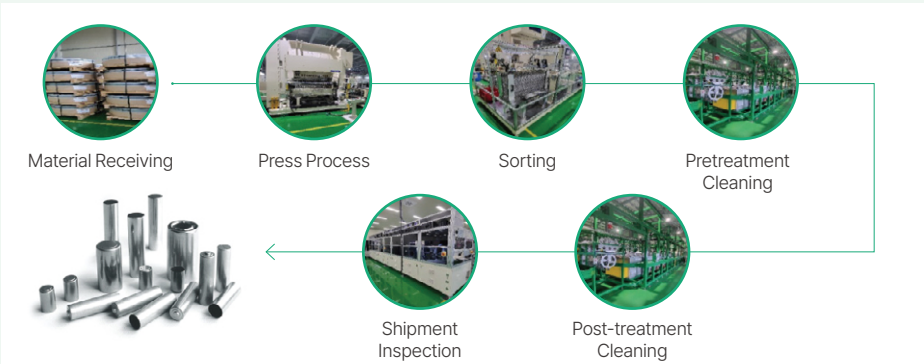 Material Receiving
Press Process
Sorting
Pretreatment
Cleaning
Shipment
Inspection
Post-treatment
Cleaning